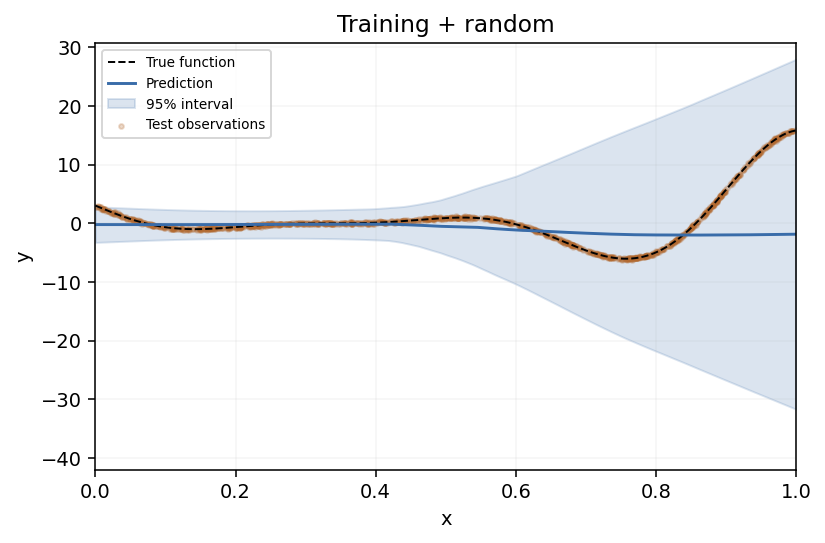 Training + random
True function
Prediction
95% interval
Test observations
y
30
20
10
0
−10
−20
−30
−40
0.0 0.2 0.4 0.6 0.8 1.0
x